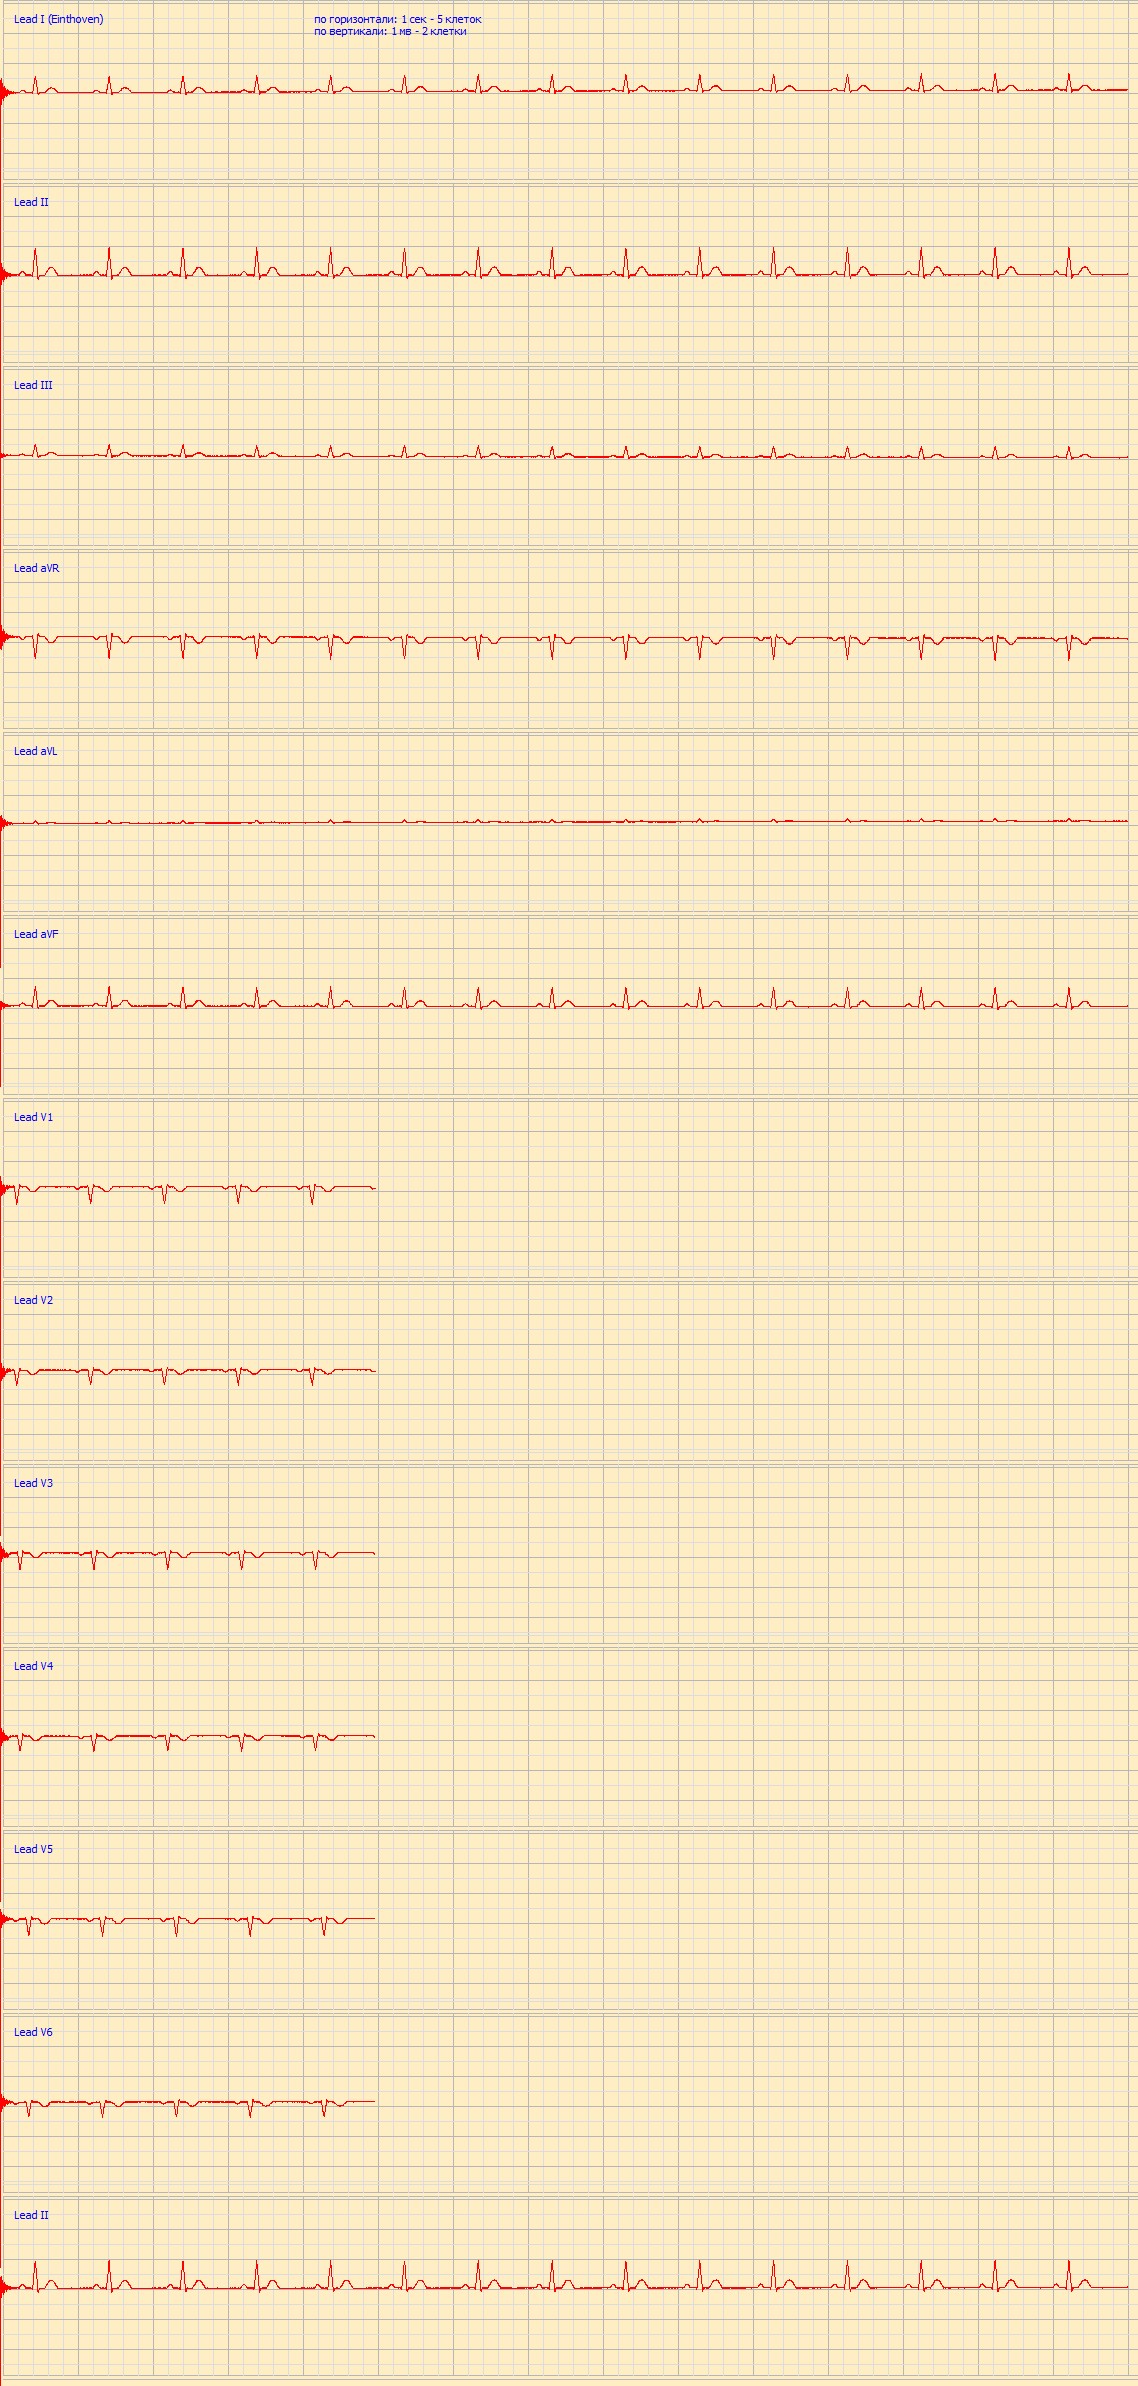 Lead I (Einthoven)
по горизонтали: 1 сек - 5 клеток
по вертикали: 1 мв - 2 клетки
Lead II
Lead III
Lead aVR
Lead aVL
Lead aVF
Lead V1
Lead V2
Lead V3
Lead V4
Lead V5
Lead V6
Lead II